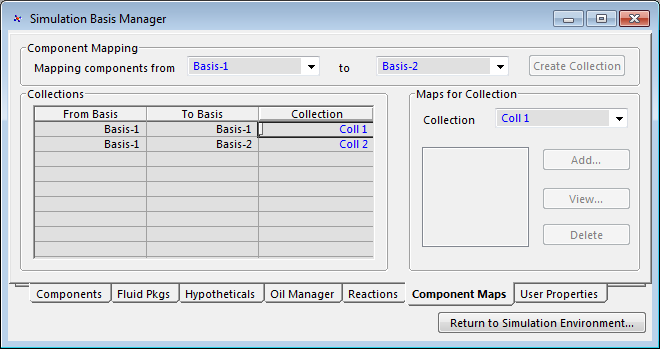 Simulation Basis Manager
Component Mapping
Mapping components from Basis-1 to Basis-2 Create Collection
Collections
From Basis To Basis Collection
Basis-1 Basis-1 Coll 1
Basis-1 Basis-2 Coll 2
Maps for Collection
Collection Coll 1
Add...
View...
Delete
Components Fluid Pkgs Hypotheticals Oil Manager Reactions Component Maps User Properties
Return to Simulation Environment...